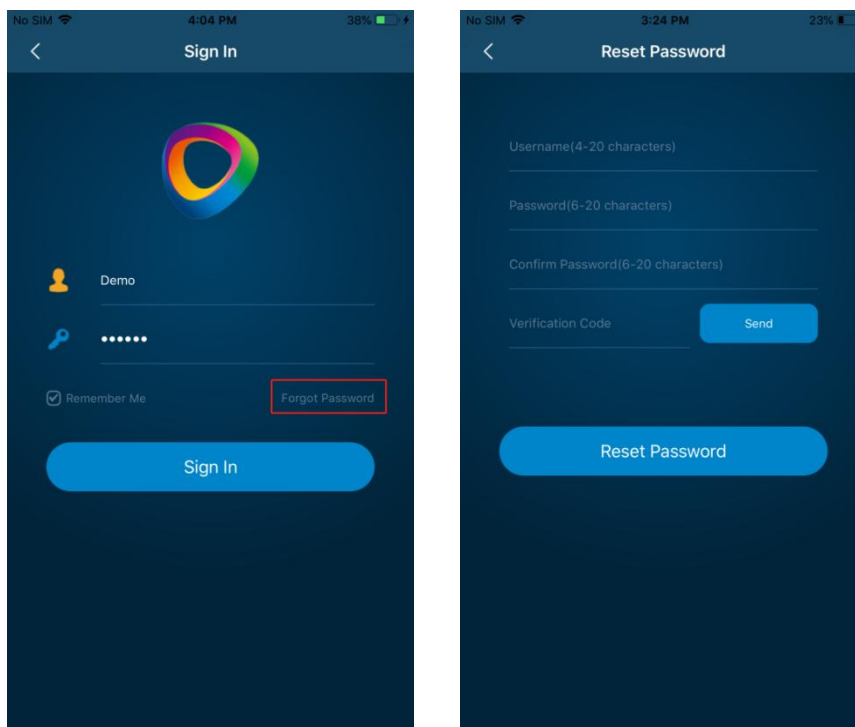 No SIM 4:04 PM 38%
Sign In
Demo
••••••
Remember Me Forgot Password
Sign In
No SIM 3:24 PM 23%
Reset Password
Username(4-20 characters)
Password(6-20 characters)
Confirm Password(6-20 characters)
Verification Code Send
Reset Password